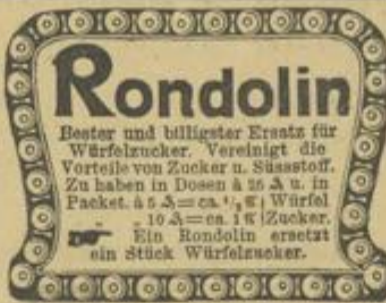 Rondolin
Bester und billigster Ersatz für
Würfelzucker. Vereinigt die
Vorteile von Zucker u. Süssstoff.
Zu haben in Dosen à 25 ₰ u. in
Packet. à 5 ₰ = ca. ½ ℔ Würfel
„ „ 10 ₰ = ca. 1 ℔ Zucker.
Ein Rondolin ersetzt
ein Stück Würfelzucker.